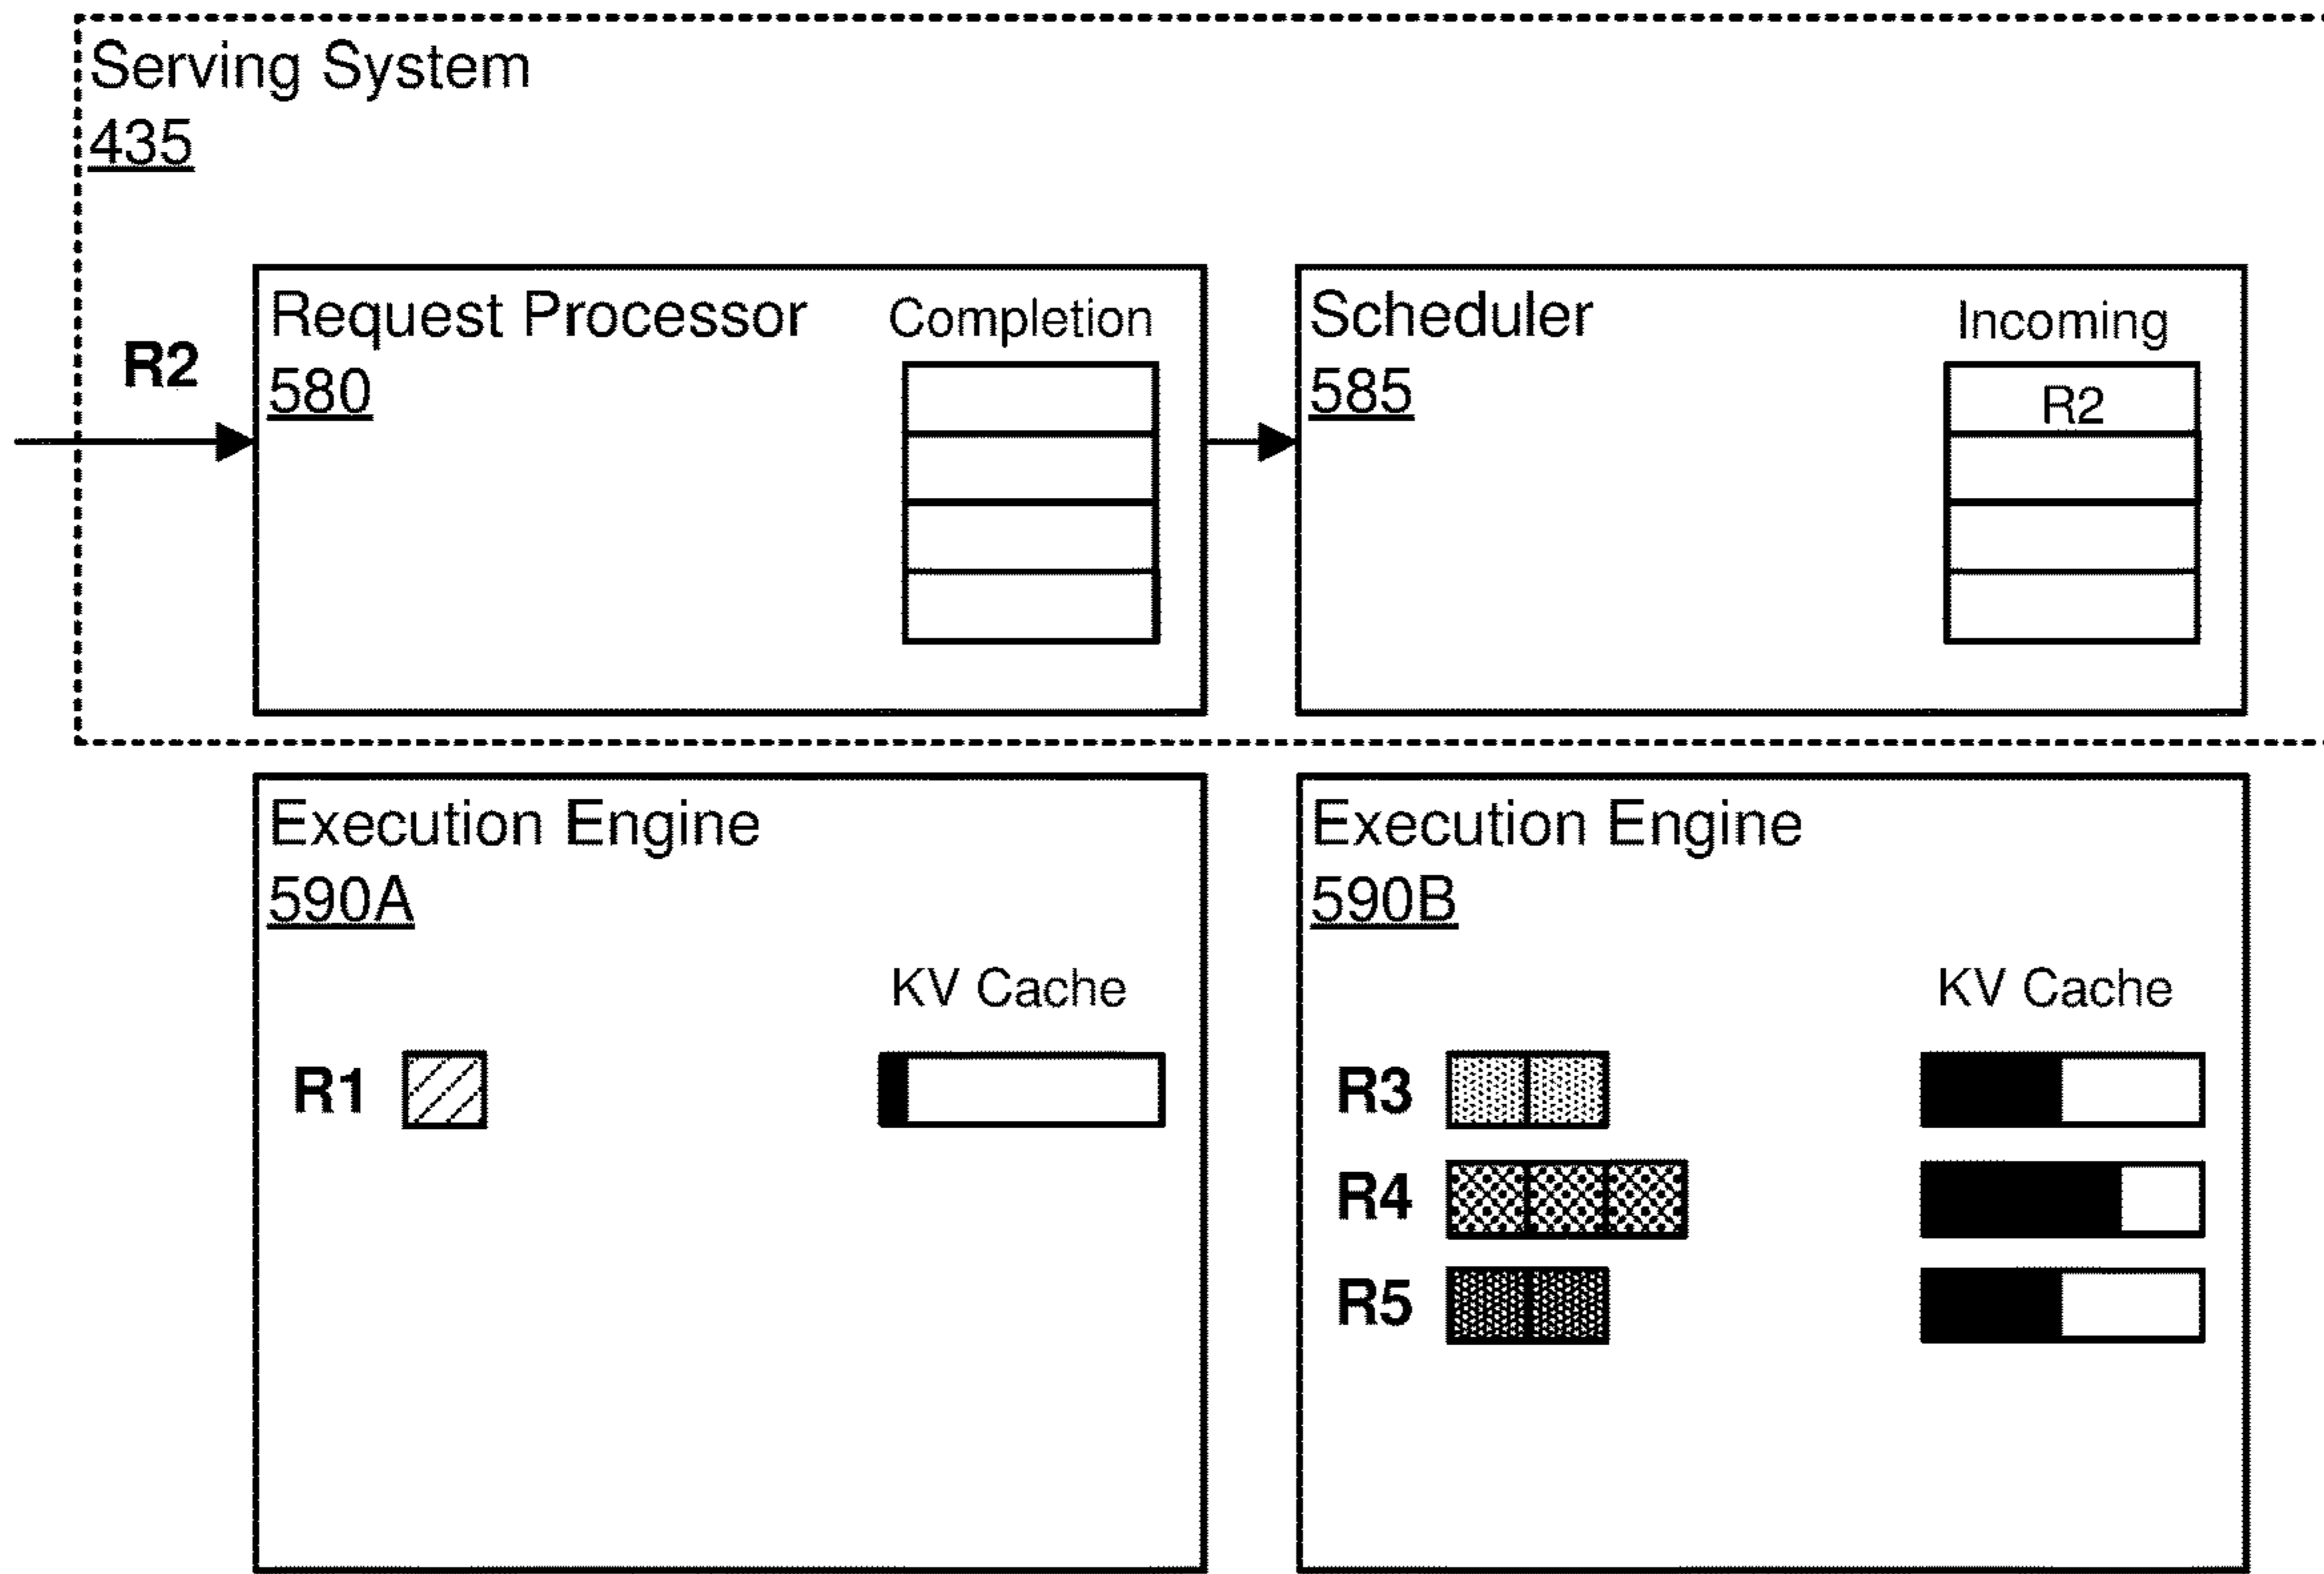 Serving System
435
R2
Request Processor
580
Completion
Scheduler
585
Incoming
R2
Execution Engine
590A
KV Cache
R1
Execution Engine
590B
KV Cache
R3
R4
R5